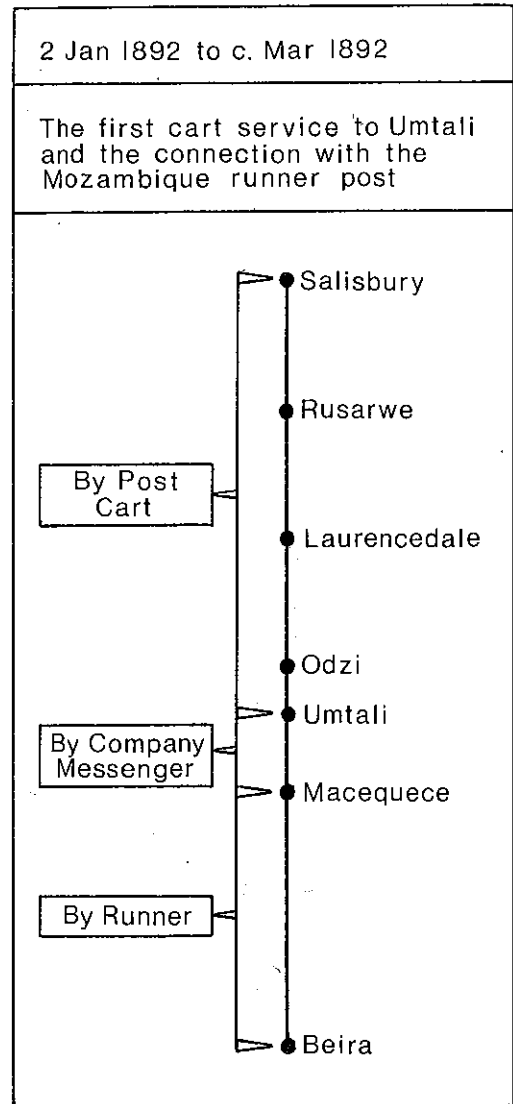 2 Jan 1892 to c. Mar 1892
The first cart service to Umtali
and the connection with the
Mozambique runner post
Salisbury
Rusarwe
By Post
Cart
Laurencedale
Odzi
Umtali
By Company
Messenger
Macequece
By Runner
Beira